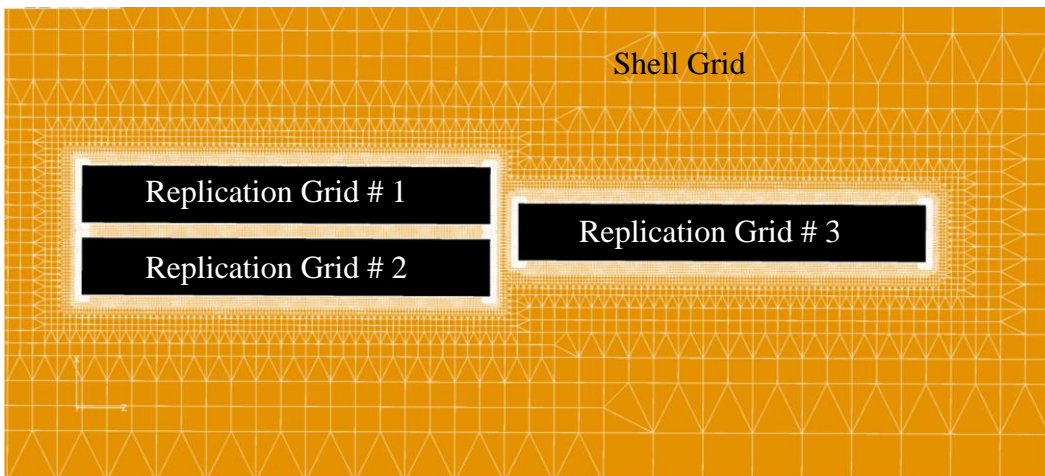 Shell Grid
Replication Grid # 1
Replication Grid # 3
Replication Grid # 2